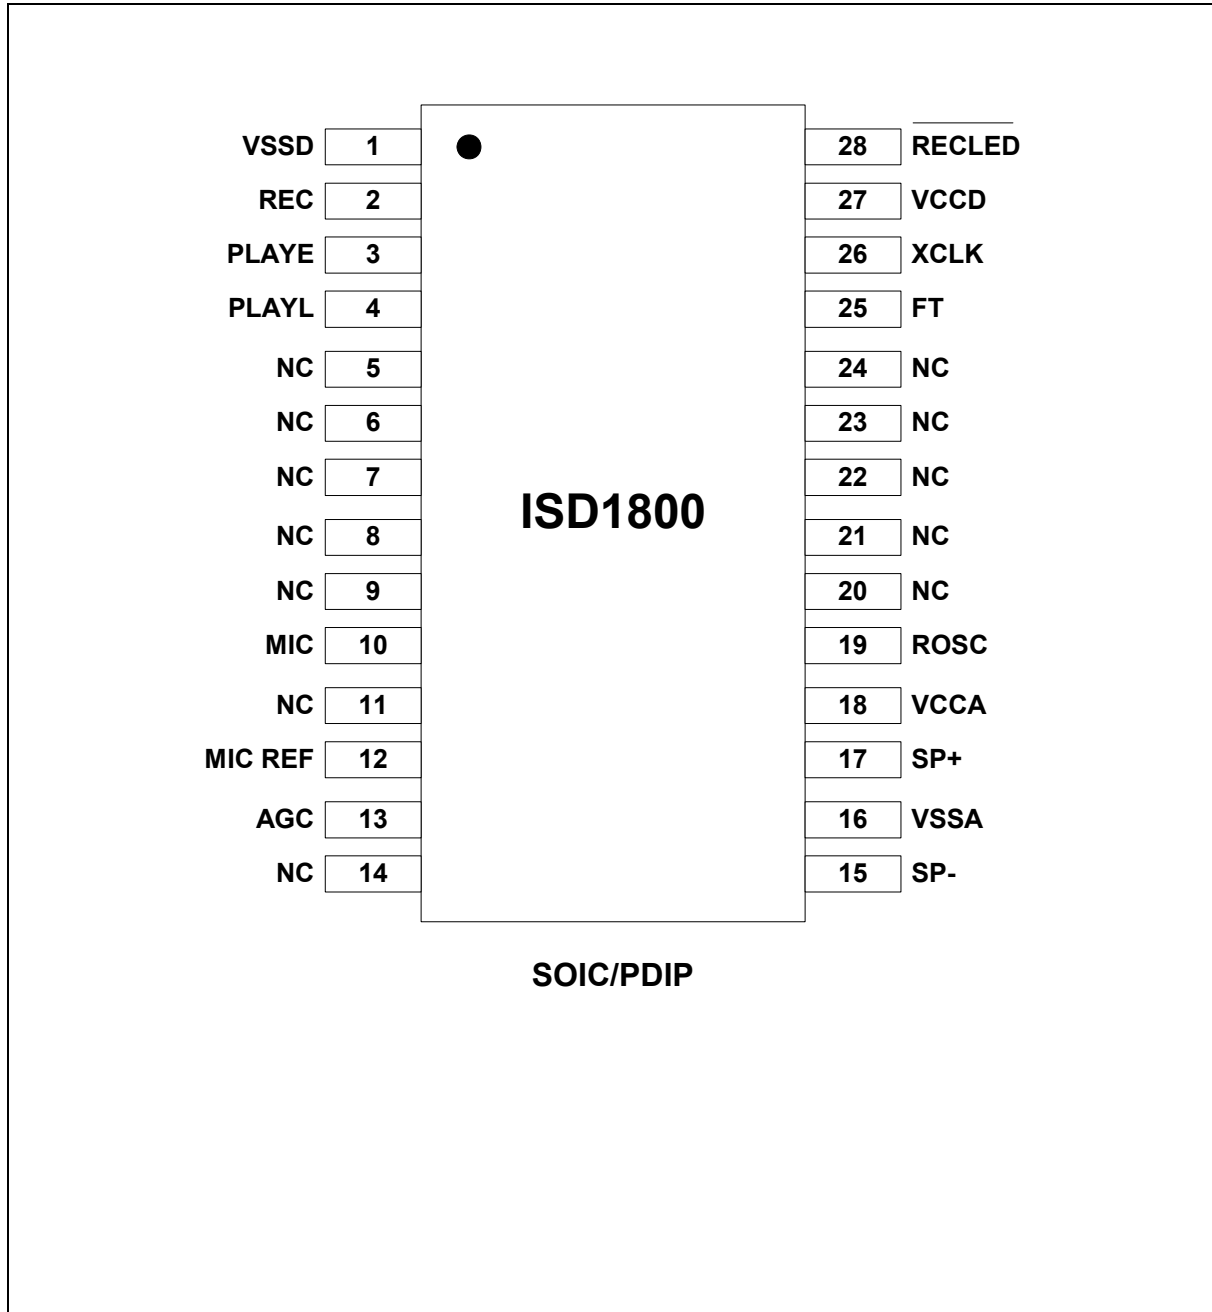 VSSD 1 28 RECLED
REC 2 27 VCCD
PLAYE 3 26 XCLK
PLAYL 4 25 FT
NC 5 24 NC
NC 6 23 NC
NC 7 22 NC
ISD1800
NC 8 21 NC
NC 9 20 NC
MIC 10 19 ROSC
NC 11 18 VCCA
MIC REF 12 17 SP+
AGC 13 16 VSSA
NC 14 15 SP-
SOIC/PDIP